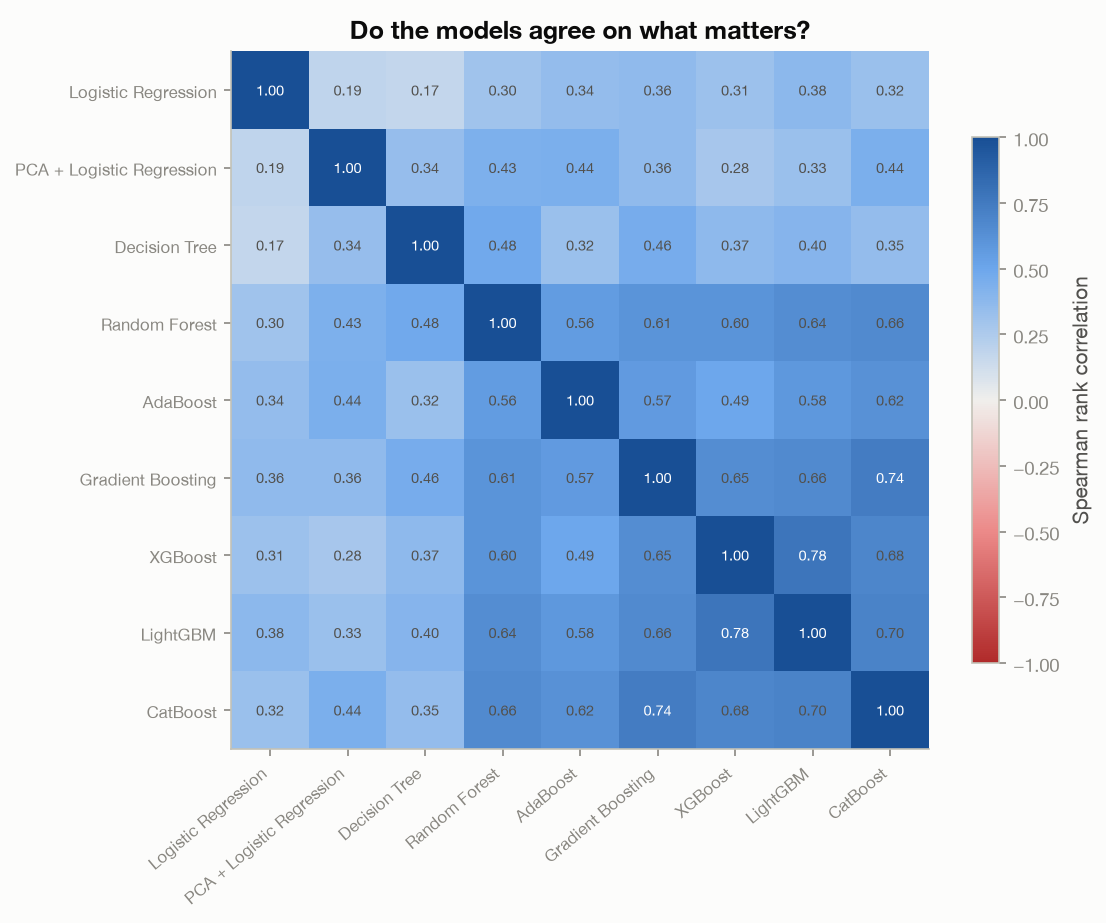 Do the models agree on what matters?
Logistic Regression 1.00 0.19 0.17 0.30 0.34 0.36 0.31 0.38 0.32
PCA + Logistic Regression 0.19 1.00 0.34 0.43 0.44 0.36 0.28 0.33 0.44
Decision Tree 0.17 0.34 1.00 0.48 0.32 0.46 0.37 0.40 0.35
Random Forest 0.30 0.43 0.48 1.00 0.56 0.61 0.60 0.64 0.66
AdaBoost 0.34 0.44 0.32 0.56 1.00 0.57 0.49 0.58 0.62
Gradient Boosting 0.36 0.36 0.46 0.61 0.57 1.00 0.65 0.66 0.74
XGBoost 0.31 0.28 0.37 0.60 0.49 0.65 1.00 0.78 0.68
LightGBM 0.38 0.33 0.40 0.64 0.58 0.66 0.78 1.00 0.70
CatBoost 0.32 0.44 0.35 0.66 0.62 0.74 0.68 0.70 1.00
Logistic Regression
PCA + Logistic Regression
Decision Tree
Random Forest
AdaBoost
Gradient Boosting
XGBoost
LightGBM
CatBoost
1.00
0.75
0.50
0.25
0.00
−0.25
−0.50
−0.75
−1.00
Spearman rank correlation